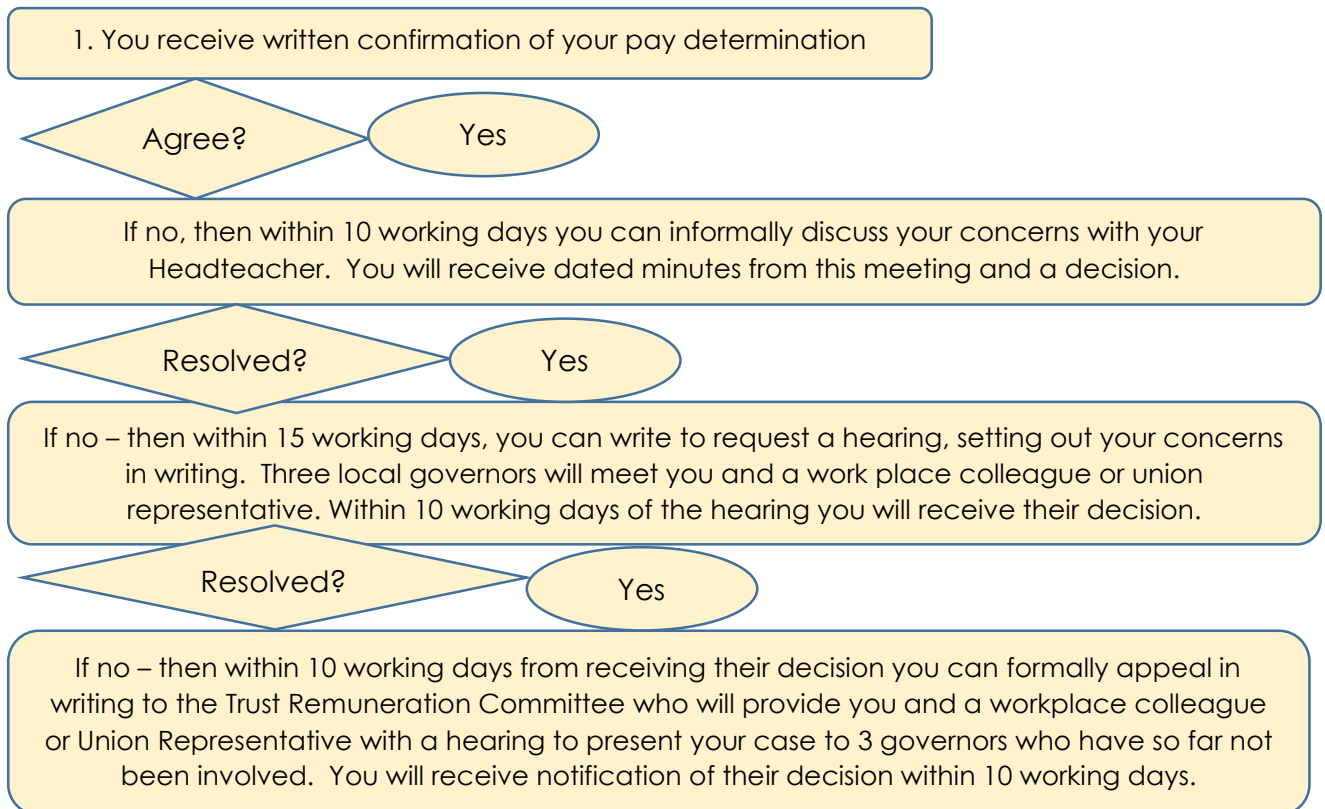 1. You receive written confirmation of your pay determination
Agree?
Yes
If no, then within 10 working days you can informally discuss your concerns with your
Headteacher.  You will receive dated minutes from this meeting and a decision.
Resolved?
Yes
If no – then within 15 working days, you can write to request a hearing, setting out your concerns
in writing.  Three local governors will meet you and a work place colleague or union
representative. Within 10 working days of the hearing you will receive their decision.
Resolved?
Yes
If no – then within 10 working days from receiving their decision you can formally appeal in
writing to the Trust Remuneration Committee who will provide you and a workplace colleague
or Union Representative with a hearing to present your case to 3 governors who have so far not
been involved.  You will receive notification of their decision within 10 working days.